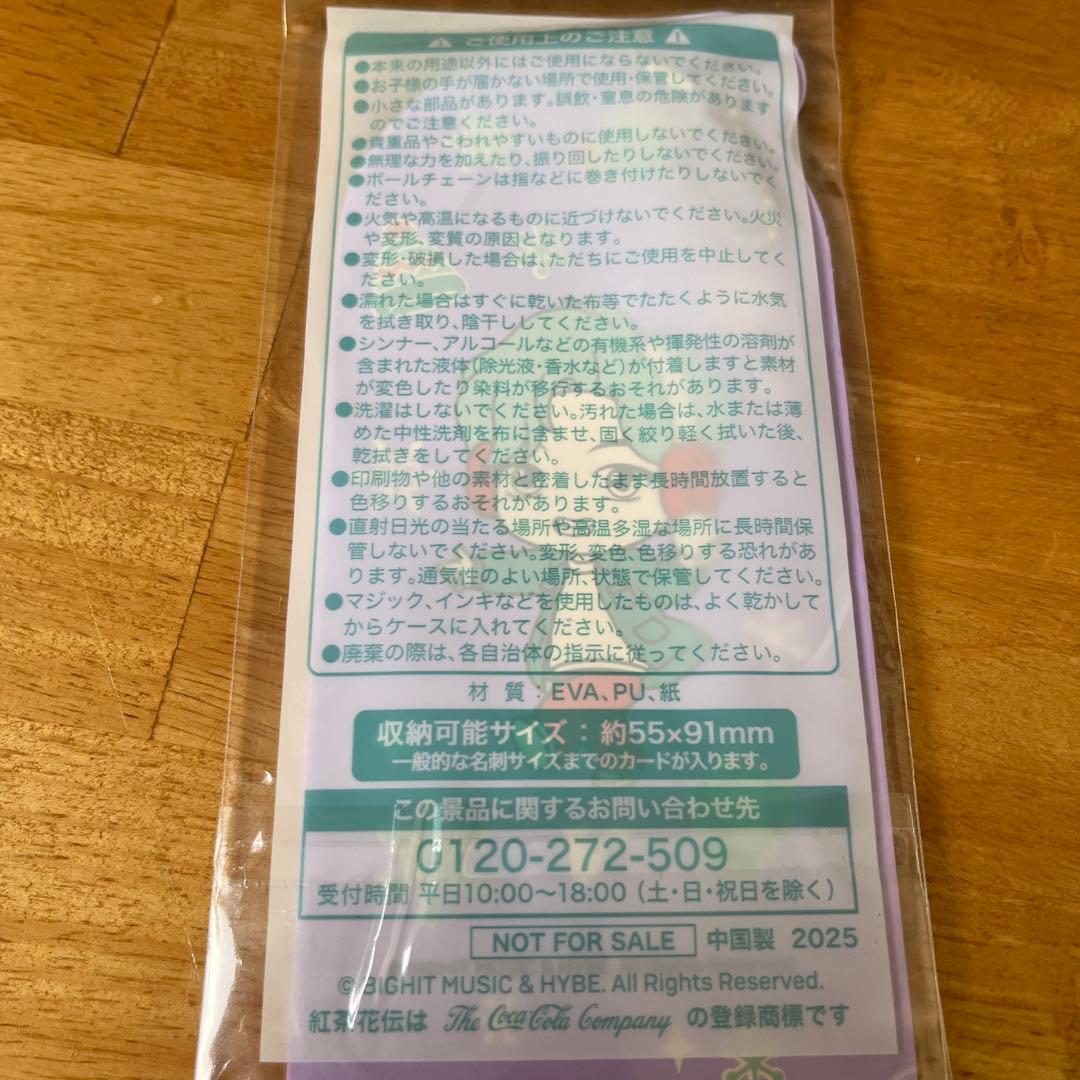 ⚠ ご使用上のご注意 ⚠
●本来の用途以外にはご使用にならないでください。
●お子様の手が届かない場所で使用・保管してください。
●小さな部品があります。誤飲・窒息の危険があります
のでご注意ください。
●貴重品やこわれやすいものに使用しないでください。
●無理な力を加えたり、振り回したりしないでください。
●ボールチェーンは指などに巻き付けたりしないでく
ださい。
●火気や高温になるものに近づけないでください。火災
や変形、変質の原因となります。
●変形・破損した場合は、ただちにご使用を中止してく
ださい。
●濡れた場合はすぐに乾いた布等でたたくように水気
を拭き取り、陰干ししてください。
●シンナー、アルコールなどの有機系や揮発性の溶剤が
含まれた液体(除光液・香水など)が付着しますと素材
が変色したり染料が移行するおそれがあります。
●洗濯はしないでください。汚れた場合は、水または薄
めた中性洗剤を布に含ませ、固く絞り軽く拭いた後、
乾拭きをしてください。
●印刷物や他の素材と密着したまま長時間放置すると
色移りするおそれがあります。
●直射日光の当たる場所や高温多湿な場所に長時間保
管しないでください。変形、変色、色移りする恐れがあ
ります。通気性のよい場所、状態で保管してください。
●マジック、インキなどを使用したものは、よく乾かして
からケースに入れてください。
●廃棄の際は、各自治体の指示に従ってください。
材 質：EVA、PU、紙
収納可能サイズ：約55×91mm
一般的な名刺サイズまでのカードが入ります。
この景品に関するお問い合わせ先
0120-272-509
受付時間 平日10:00〜18:00（土・日・祝日を除く）
NOT FOR SALE 中国製 2025
© BIGHIT MUSIC & HYBE. All Rights Reserved.
紅茶花伝は The Coca-Cola Company の登録商標です